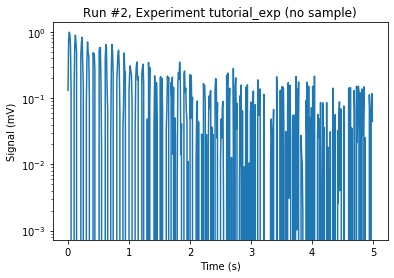 Run #2, Experiment tutorial_exp (no sample)
Signal (mV)
10⁰
10⁻¹
10⁻²
10⁻³
0 1 2 3 4 5
Time (s)